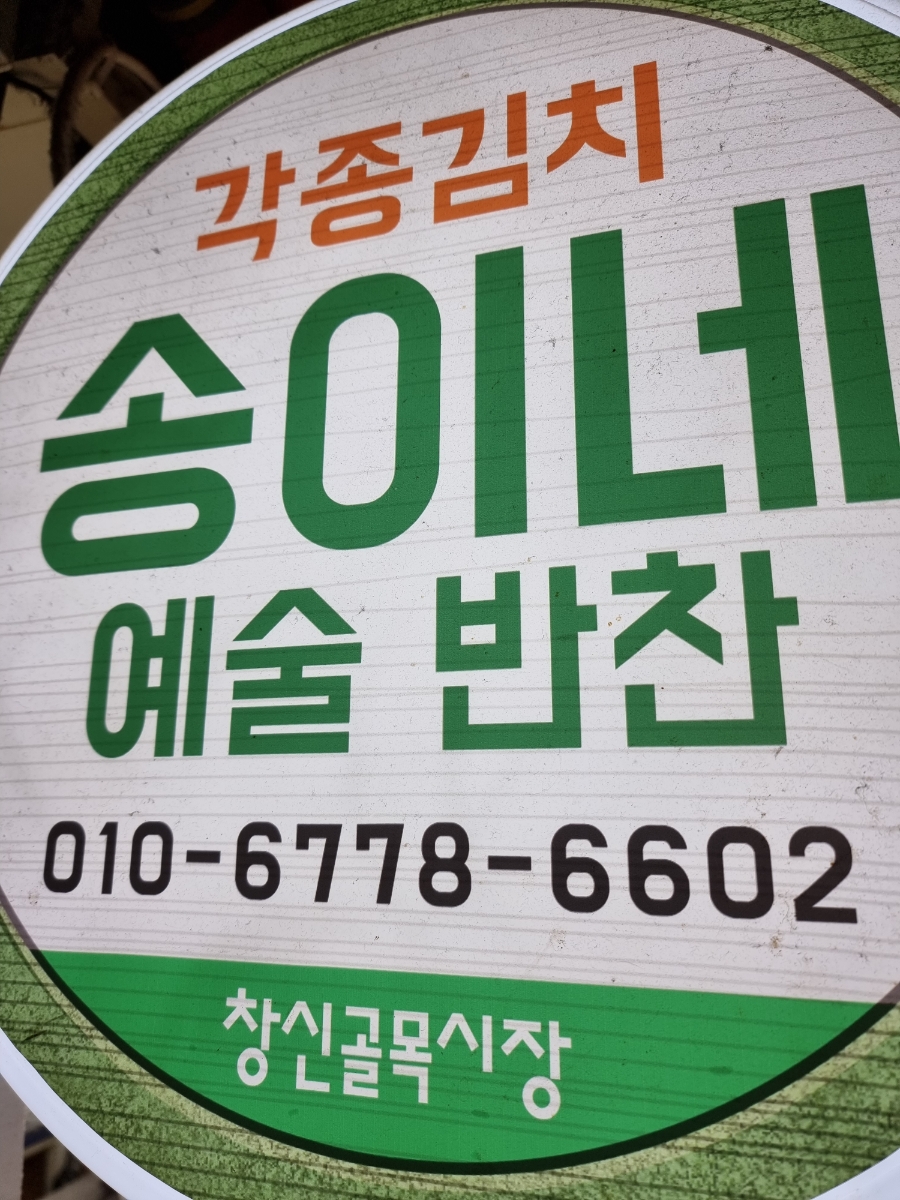 각종김치
송이네
예술 반찬
010-6778-6602
창신골목시장